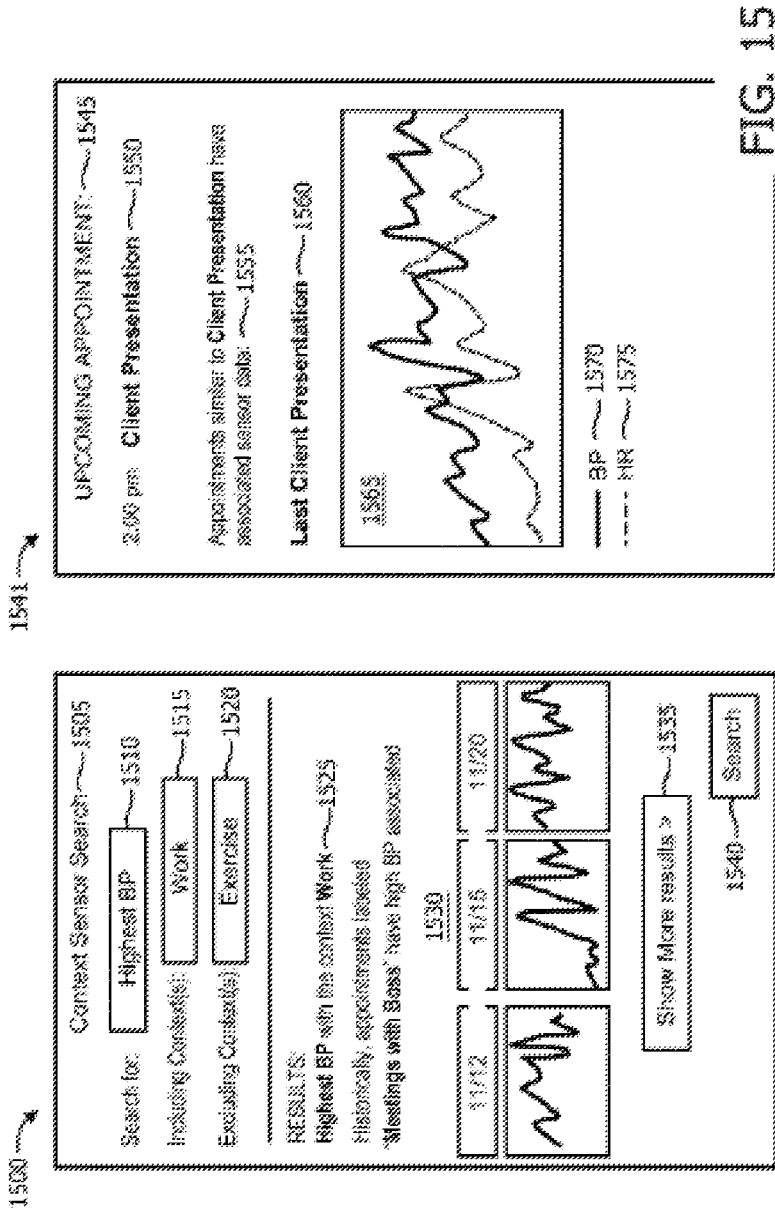 1500
Context Sensor Search 1505
Search for: Highest BP 1510
Including Context(s): Work 1515
Excluding Context(s): Exercise 1520
RESULTS:
Highest BP with the context Work 1525
Historically, appointments labeled
"Meetings with Boss" have high BP associated
1530
11/12 11/15 11/20
Show More results > 1535
1540 Search
1541
UPCOMING APPOINTMENT: 1545
2:00 pm Client Presentation 1550
Appointments similar to Client Presentation have
associated sensor data: 1555
Last Client Presentation 1560
1565
BP 1570
HR 1575
FIG. 15